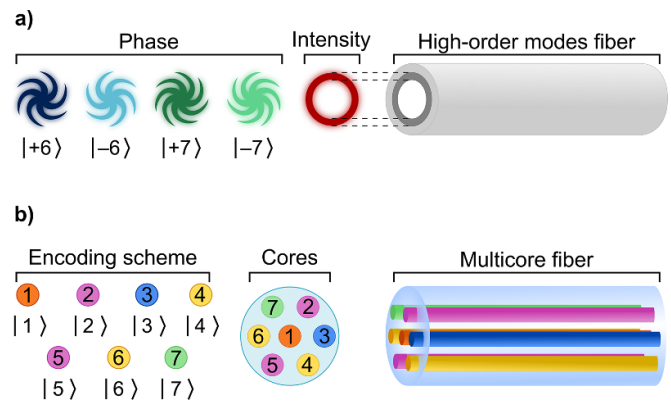 a)
Phase Intensity High-order modes fiber
|+6⟩ |−6⟩ |+7⟩ |−7⟩
b)
Encoding scheme Cores Multicore fiber
1 2 3 4
|1⟩ |2⟩ |3⟩ |4⟩
5 6 7
|5⟩ |6⟩ |7⟩
7 2
6 1 3
5 4